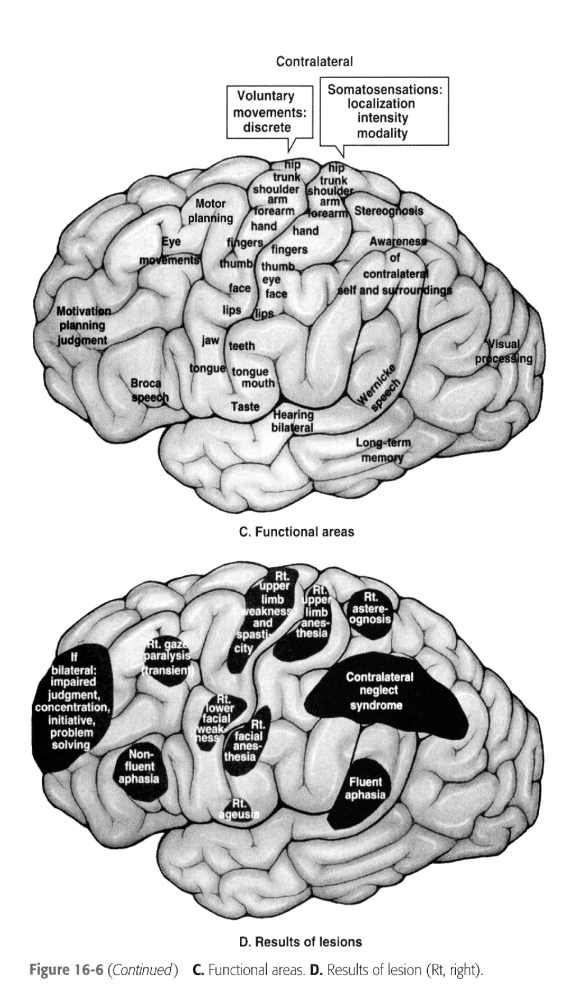 Contralateral
Voluntary
movements:
discrete
Somatosensations:
localization
intensity
modality
hip
trunk
shoulder
arm
forearm
hand
fingers
thumb
face
lips
jaw
tongue
hip
trunk
shoulder
arm
forearm
hand
fingers
thumb
eye
face
lips
teeth
tongue
mouth
Motor
planning
Eye
movements
Motivation
planning
judgment
Broca
speech
Taste
Hearing
bilateral
Stereognosis
Awareness
of
contralateral
self and surroundings
Wernicke
speech
Visual
processing
Long-term
memory
C. Functional areas
If
bilateral:
impaired
judgment,
concentration,
initiative,
problem
solving
Rt. gaze
paralysis
(transient)
Non-
fluent
aphasia
Rt.
upper
limb
weakness
and
spasti-
city
Rt.
upper
limb
anes-
thesia
Rt.
astere-
ognosis
Rt.
lower
facial
weak
ness
Rt.
facial
anes-
thesia
Rt.
ageusia
Contralateral
neglect
syndrome
Fluent
aphasia
D. Results of lesions
Figure 16-6 (Continued) C. Functional areas. D. Results of lesion (Rt, right).